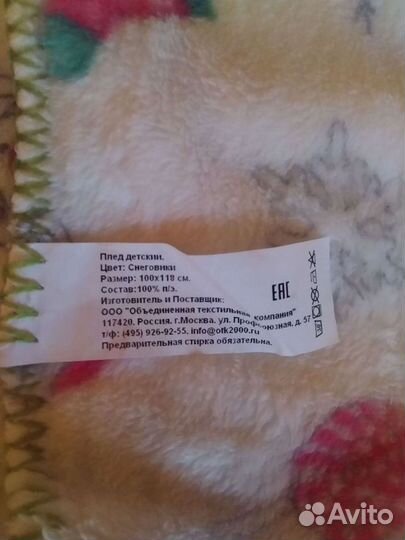 Плед детский.
Цвет: Снеговики
Размер: 100х118 см.
Состав:100% п/э.
Изготовитель и Поставщик:
ООО "Объединенная текстильная компания"
117420. Россия. г.Москва. ул. Профсоюзная, д. 57
т/ф: (495) 926-92-55. info@otk2000.ru
Предварительная стирка обязательна.
EAC
Avito